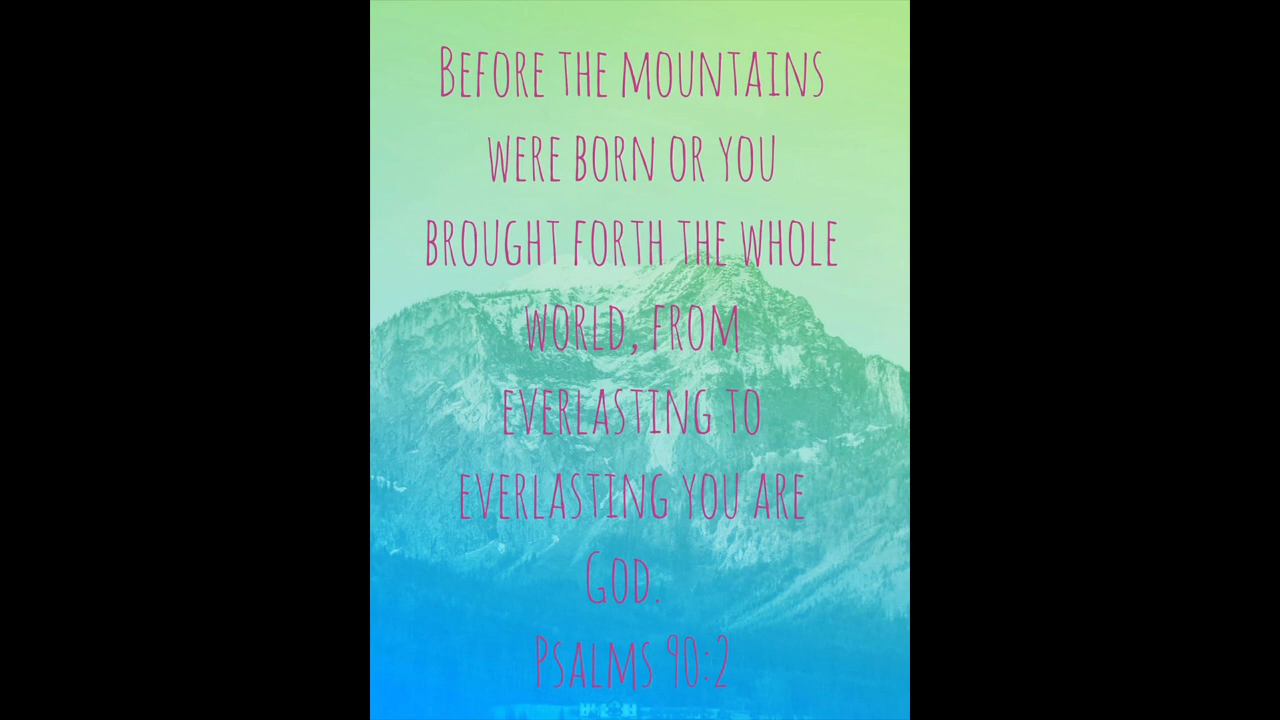 Before the mountains
were born or you
brought forth the whole
world, from
everlasting to
everlasting you are
God.
Psalms 90:2